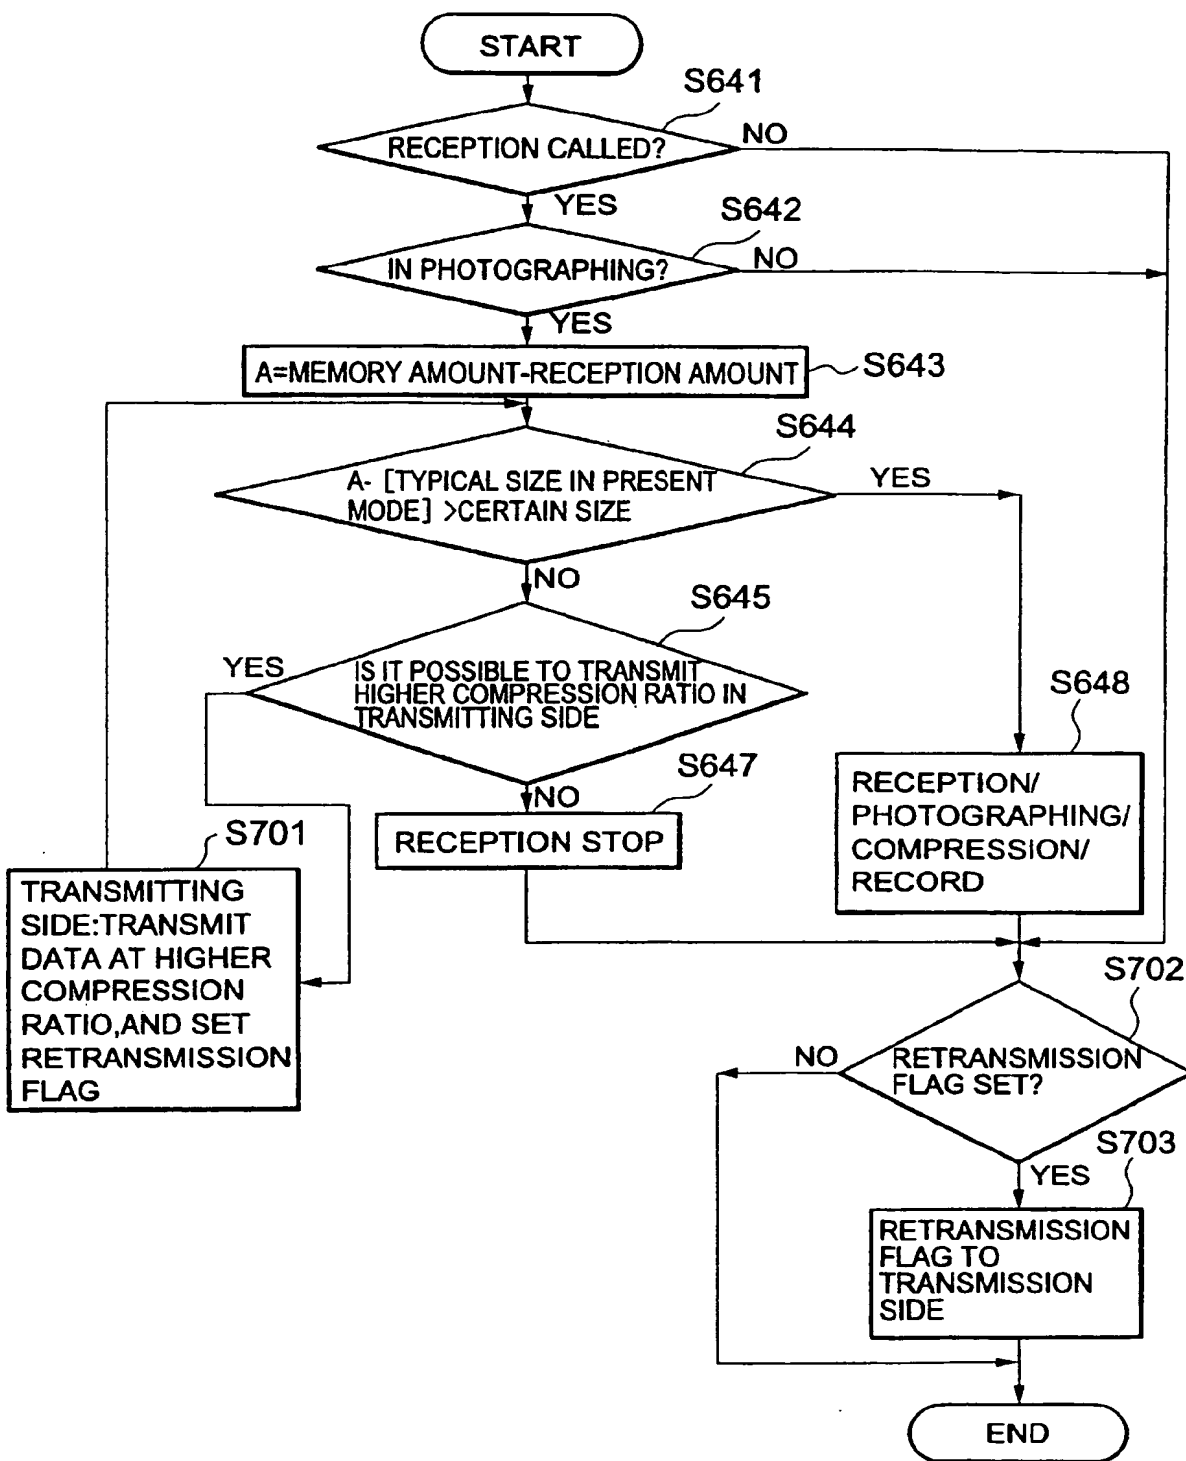 START
S641
RECEPTION CALLED?
NO
YES
S642
IN PHOTOGRAPHING?
NO
YES
A=MEMORY AMOUNT-RECEPTION AMOUNT
S643
S644
A- [TYPICAL SIZE IN PRESENT
MODE] >CERTAIN SIZE
YES
NO
S645
YES
IS IT POSSIBLE TO TRANSMIT
HIGHER COMPRESSION RATIO IN
TRANSMITTING SIDE
S648
S647
NO
RECEPTION STOP
RECEPTION/
PHOTOGRAPHING/
COMPRESSION/
RECORD
S701
TRANSMITTING
SIDE:TRANSMIT
DATA AT HIGHER
COMPRESSION
RATIO,AND SET
RETRANSMISSION
FLAG
S702
NO
RETRANSMISSION
FLAG SET?
S703
YES
RETRANSMISSION
FLAG TO
TRANSMISSION
SIDE
END